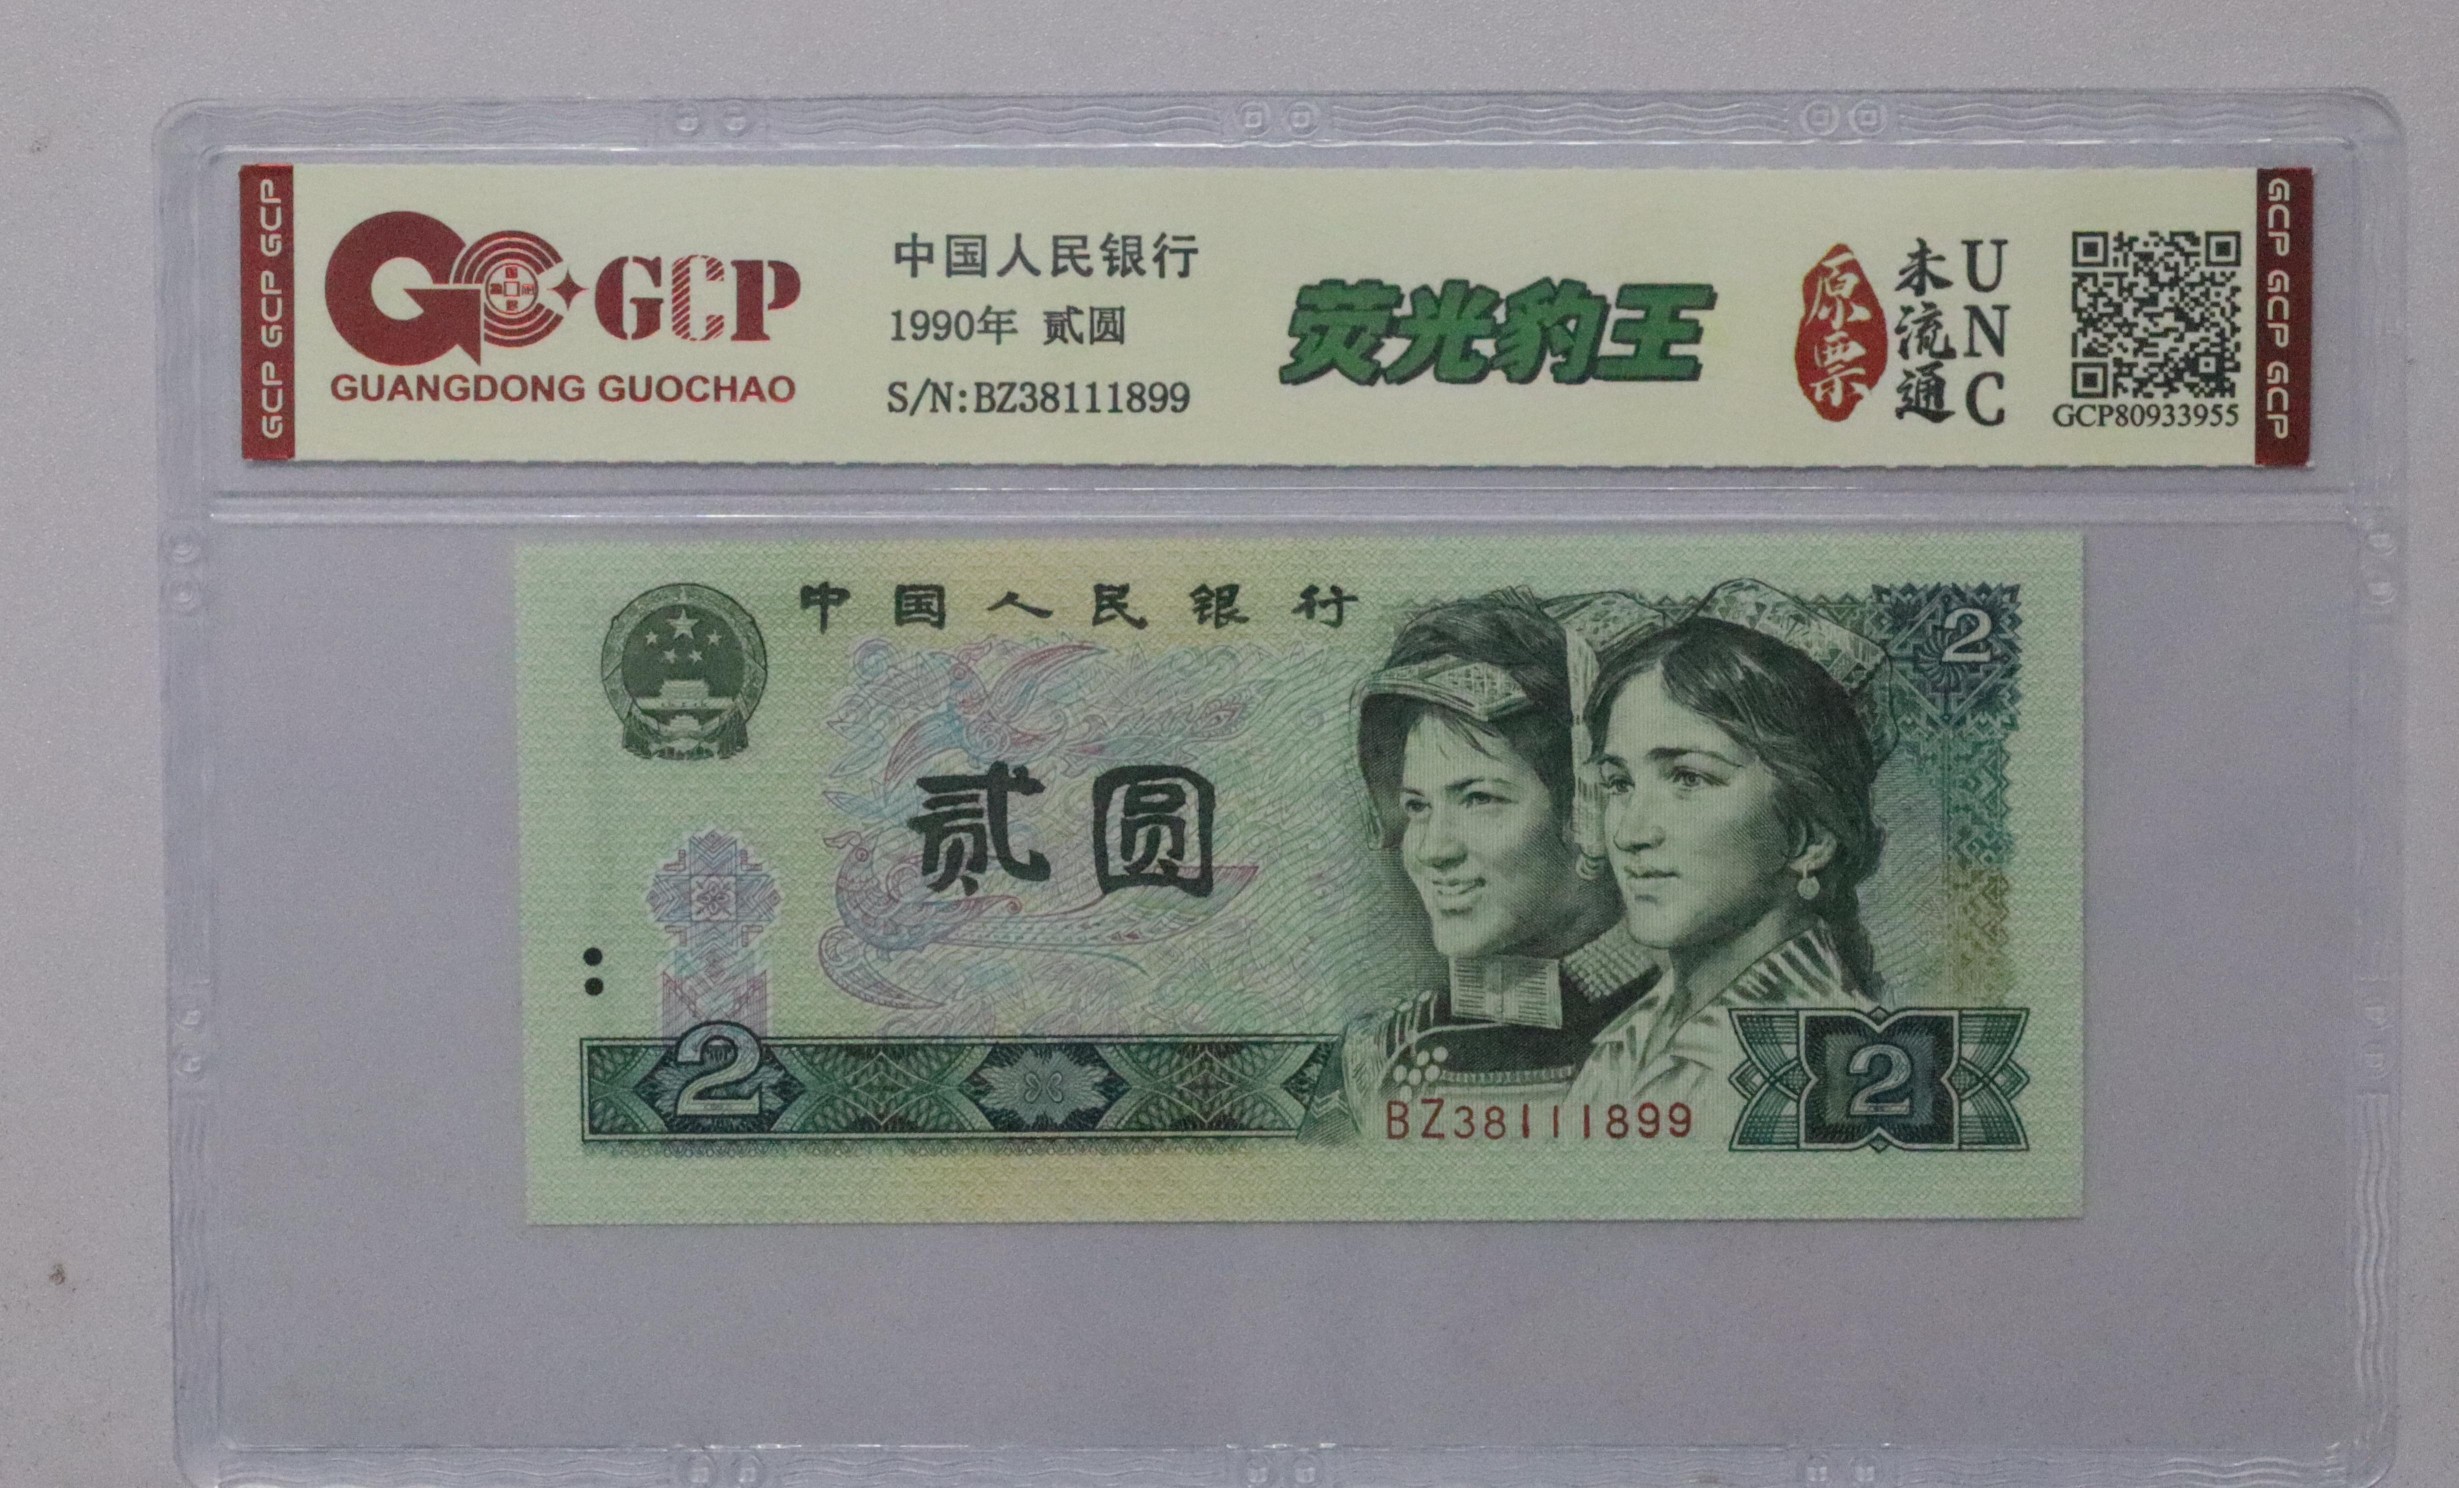 GCP GCP GCP
GCP
GUANGDONG GUOCHAO
中国人民银行
1990年 贰圆
S/N:BZ38111899
荧光豹王
原票
未流通
UNC
GCP80933955
GCP GCP GCP
中国人民银行
2
贰圆
2
BZ38111899
2